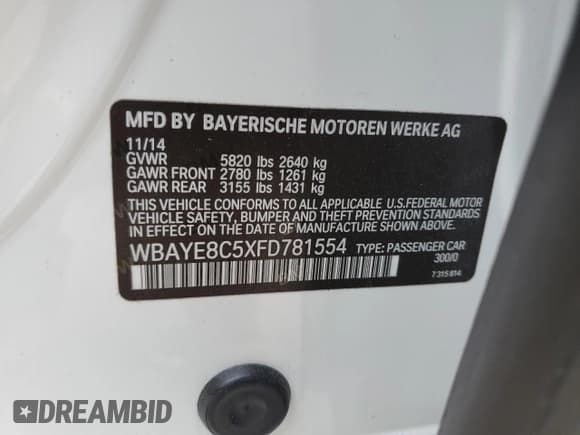 MFD BY BAYERISCHE MOTOREN WERKE AG
11/14
GVWR 5820 lbs 2640 kg
GAWR FRONT 2780 lbs 1261 kg
GAWR REAR 3155 lbs 1431 kg
THIS VEHICLE CONFORMS TO ALL APPLICABLE U.S.FEDERAL MOTOR
VEHICLE SAFETY, BUMPER AND THEFT PREVENTION STANDARDS
IN EFFECT ON THE DATE OF MANUFACTURE SHOWN ABOVE.
WBAYE8C5XFD781554 TYPE: PASSENGER CAR
300/0
7 315 614
DREAMBID